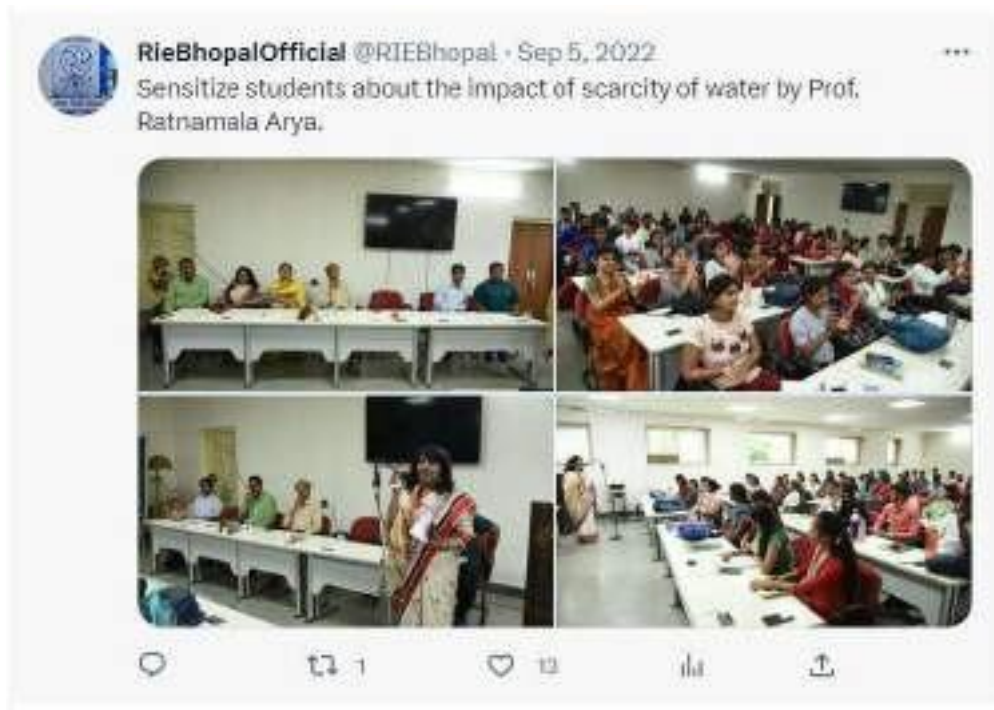 RieBhopalOfficial @RIEBhopal · Sep 5, 2022
Sensitize students about the impact of scarcity of water by Prof.
Ratnamala Arya.
1 13